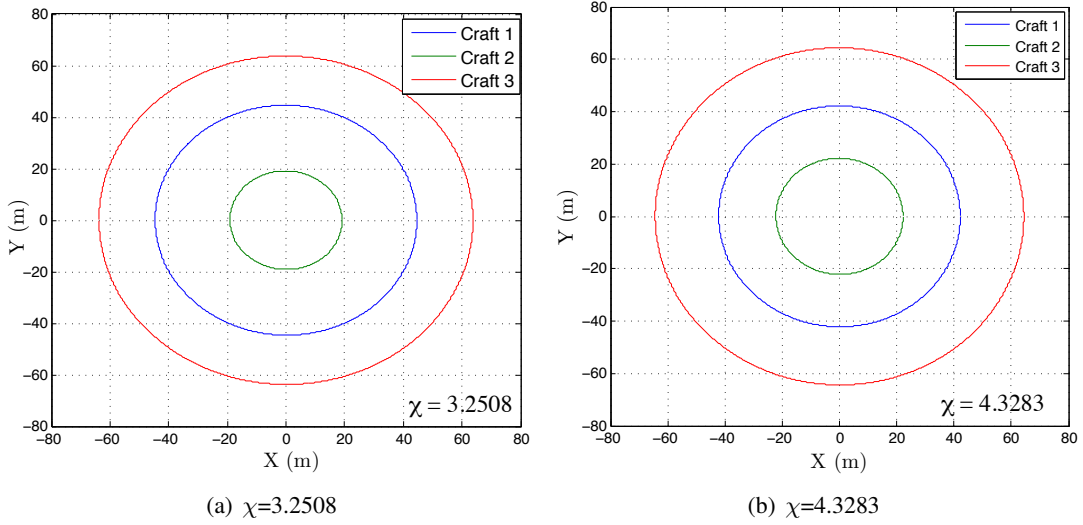 80
60
40
20
0
−20
−40
−60
−80
Y (m)
−80 −60 −40 −20 0 20 40 60 80
X (m)
Craft 1
Craft 2
Craft 3
χ = 3.2508
(a) χ=3.2508
80
60
40
20
0
−20
−40
−60
−80
Y (m)
−80 −60 −40 −20 0 20 40 60 80
X (m)
Craft 1
Craft 2
Craft 3
χ = 4.3283
(b) χ=4.3283